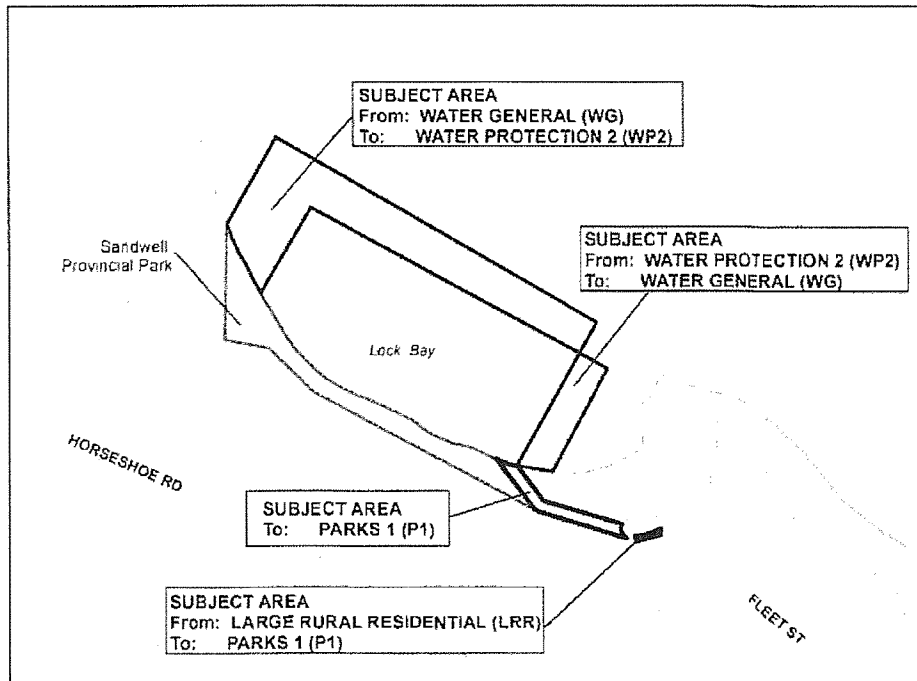 SUBJECT AREA
From: WATER GENERAL (WG)
To: WATER PROTECTION 2 (WP2)
SUBJECT AREA
From: WATER PROTECTION 2 (WP2)
To: WATER GENERAL (WG)
Sandwell
Provincial Park
Lock Bay
HORSESHOE RD
SUBJECT AREA
To: PARKS 1 (P1)
SUBJECT AREA
From: LARGE RURAL RESIDENTIAL (LRR)
To: PARKS 1 (P1)
FLEET ST